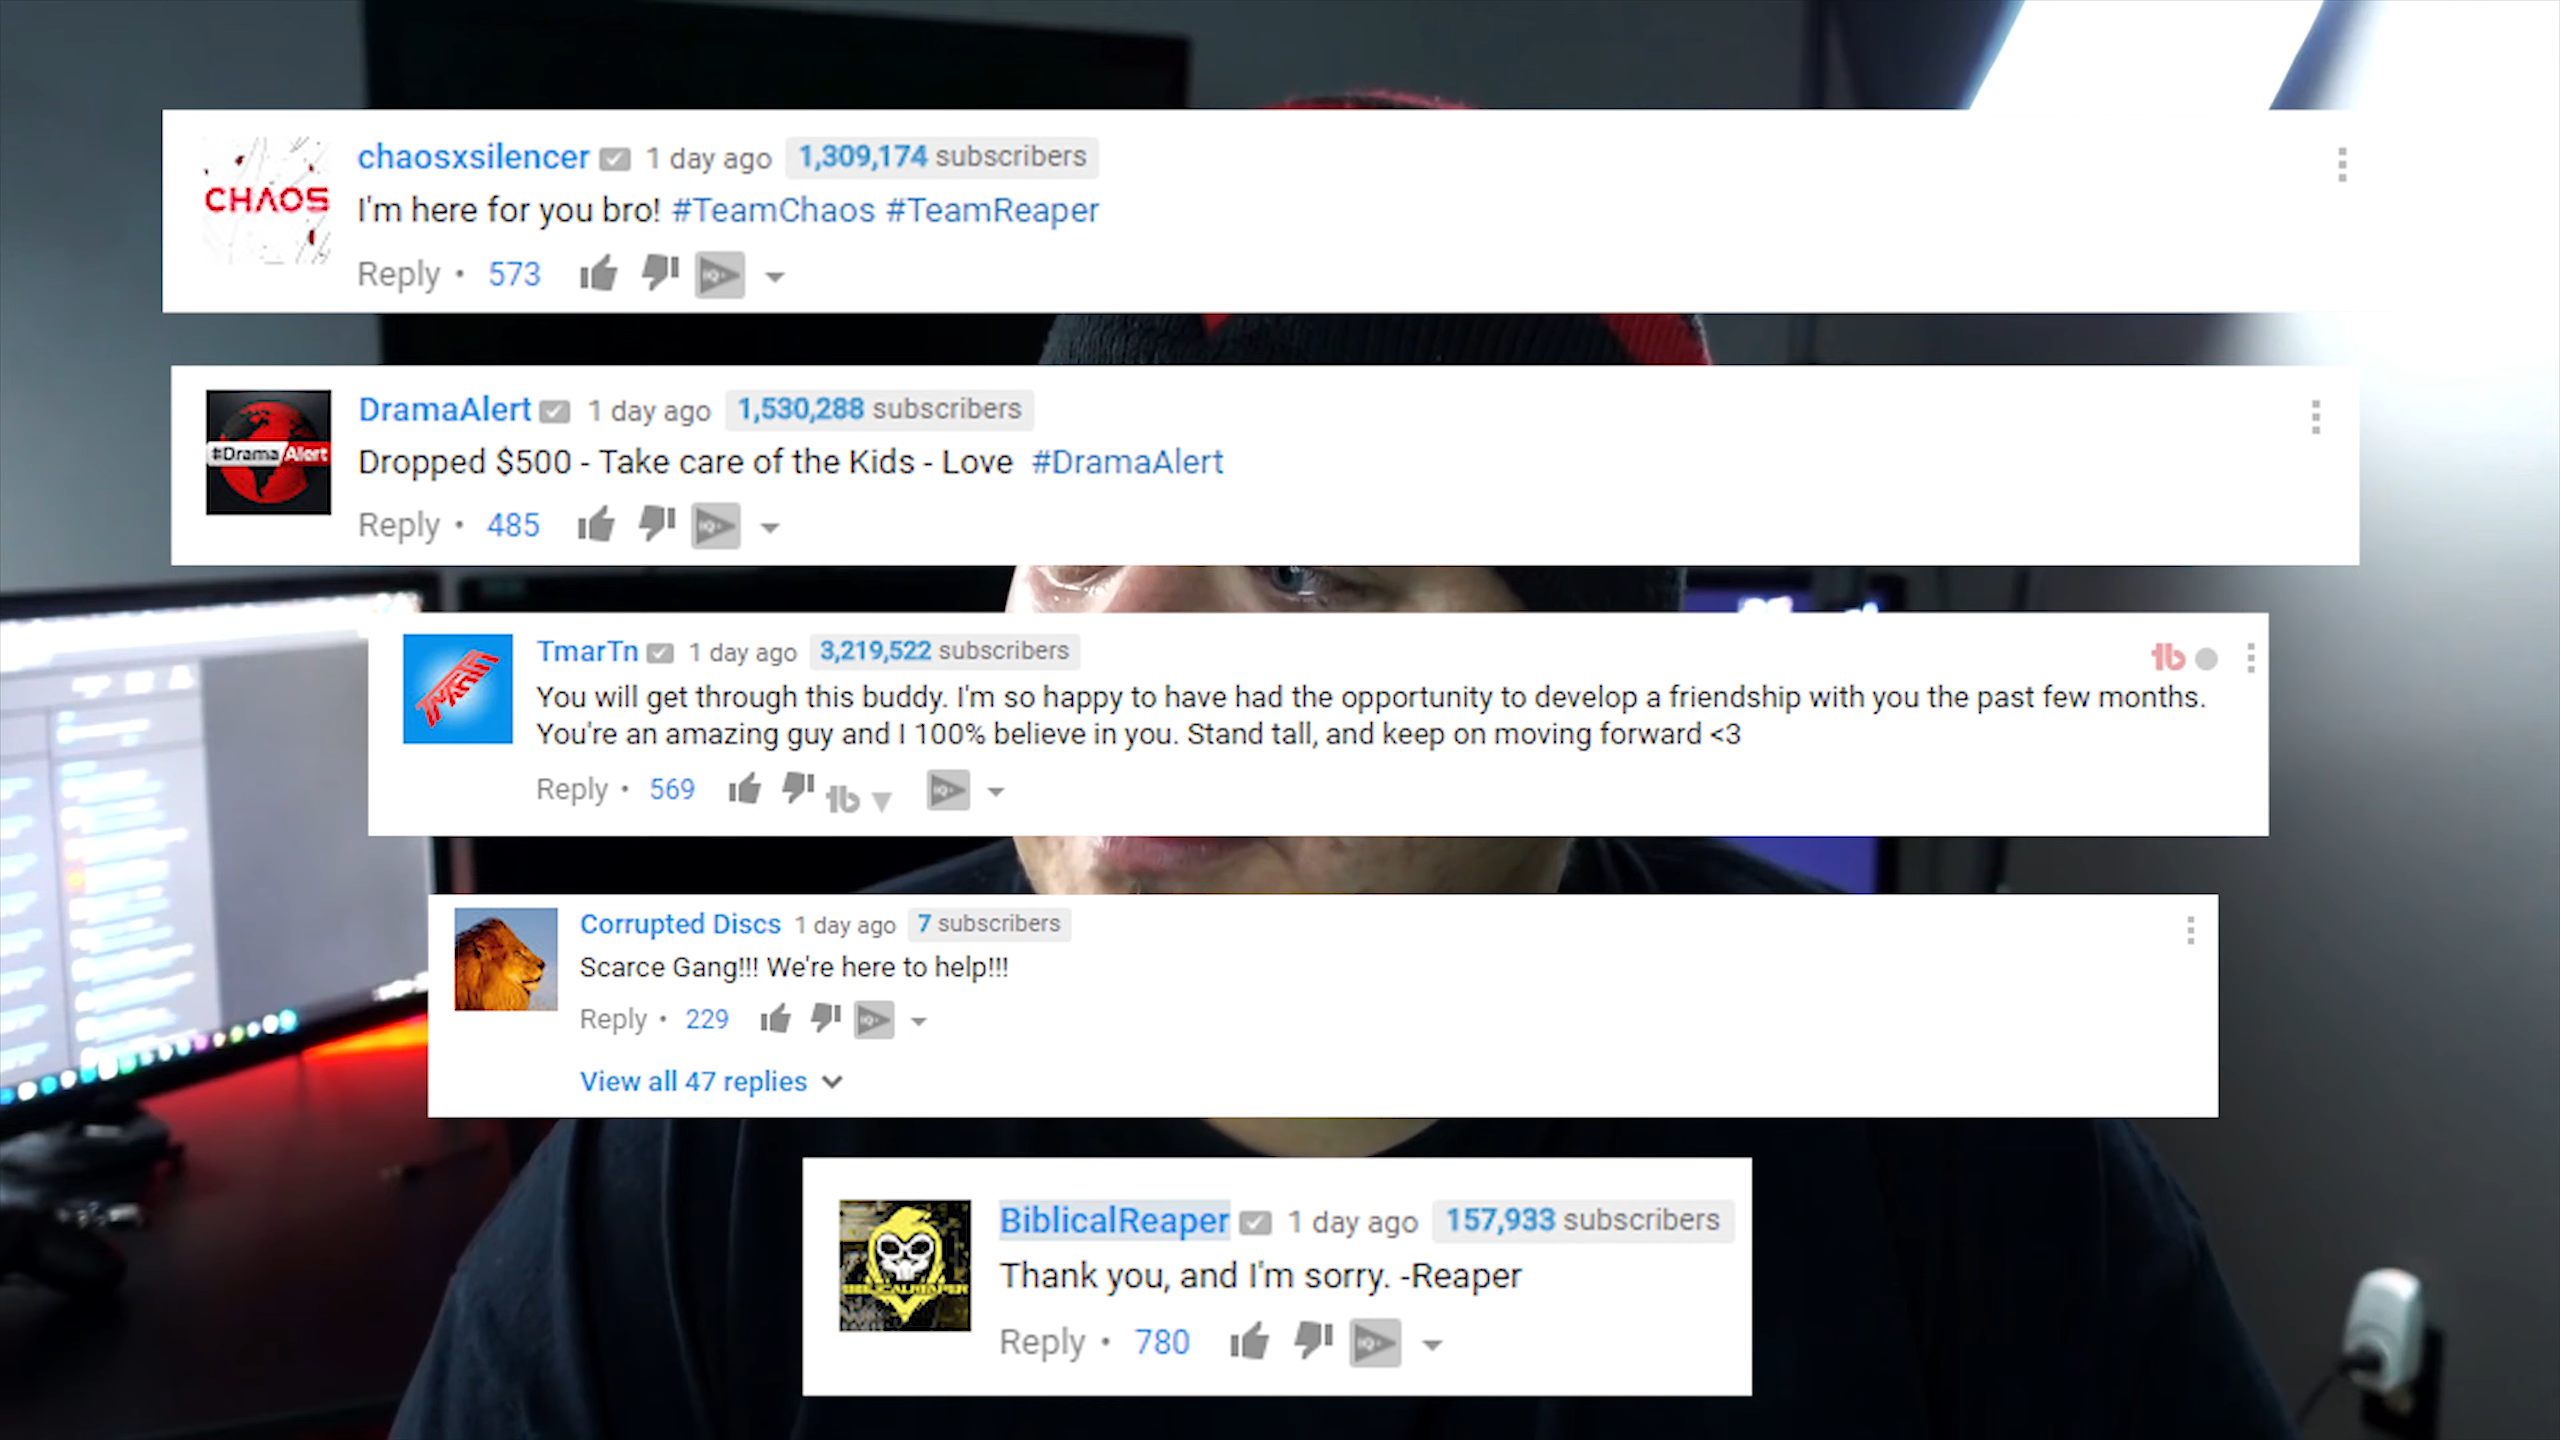 CHAOS
chaosxsilencer 1 day ago 1,309,174 subscribers
I'm here for you bro! #TeamChaos #TeamReaper
Reply • 573
#DramaAlert
DramaAlert 1 day ago 1,530,288 subscribers
Dropped $500 - Take care of the Kids - Love #DramaAlert
Reply • 485
TMARTN
TmarTn 1 day ago 3,219,522 subscribers
tb
You will get through this buddy. I'm so happy to have had the opportunity to develop a friendship with you the past few months.
You're an amazing guy and I 100% believe in you. Stand tall, and keep on moving forward <3
Reply • 569
tb
Corrupted Discs 1 day ago 7 subscribers
Scarce Gang!!! We're here to help!!!
Reply • 229
View all 47 replies
BiblicalReaper 1 day ago 157,933 subscribers
BIBLICALREAPER
Thank you, and I'm sorry. -Reaper
Reply • 780